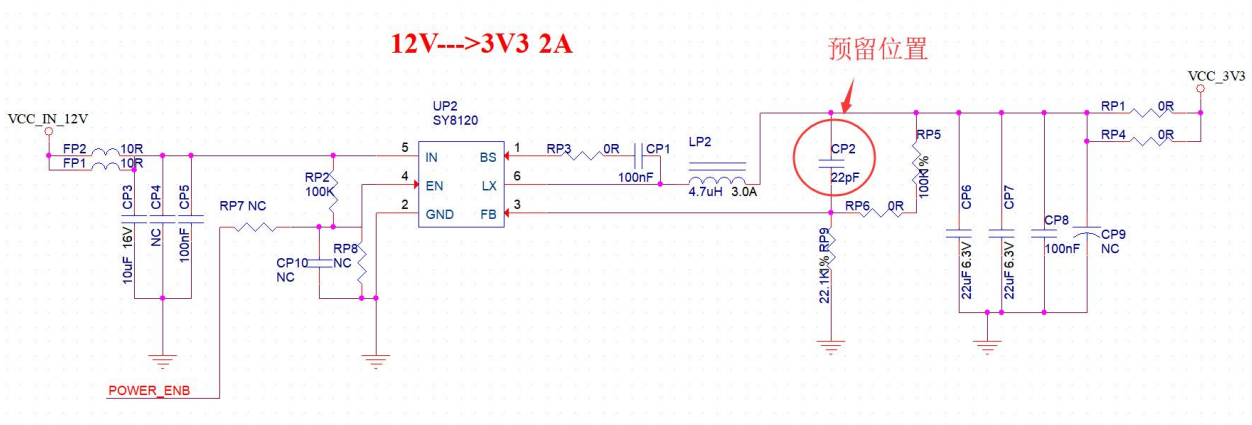 12V--->3V3 2A
预留位置
VCC_3V3
VCC_IN_12V
FP2 10R
FP1 10R
CP3
10uF 16V
CP4
NC
CP5
100nF
RP2
100K
RP7 NC
CP10
NC
RP8
NC
POWER_ENB
UP2
SY8120
5 IN
4 EN
2 GND
BS 1
LX 6
FB 3
RP3 0R
CP1
100nF
LP2
4.7uH 3.0A
CP2
22pF
RP5
100K1%
RP6 0R
RP9
22.1K1%
CP6
22uF 6.3V
CP7
22uF 6.3V
CP8
100nF
CP9
NC
RP1 0R
RP4 0R